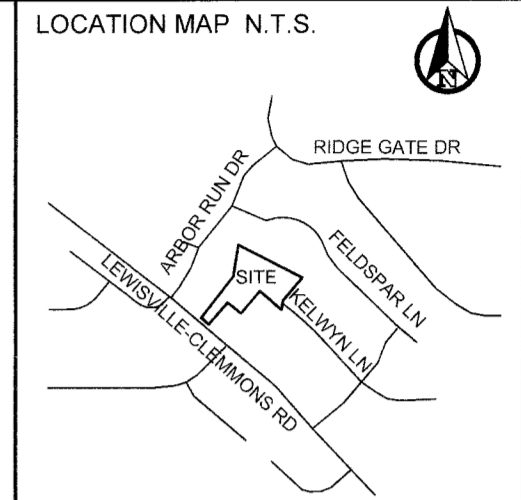 LOCATION MAP N.T.S.
N
RIDGE GATE DR
ARBOR RUN DR
FELDSPAR LN
SITE
KELWYN LN
LEWISVILLE-CLEMMONS RD